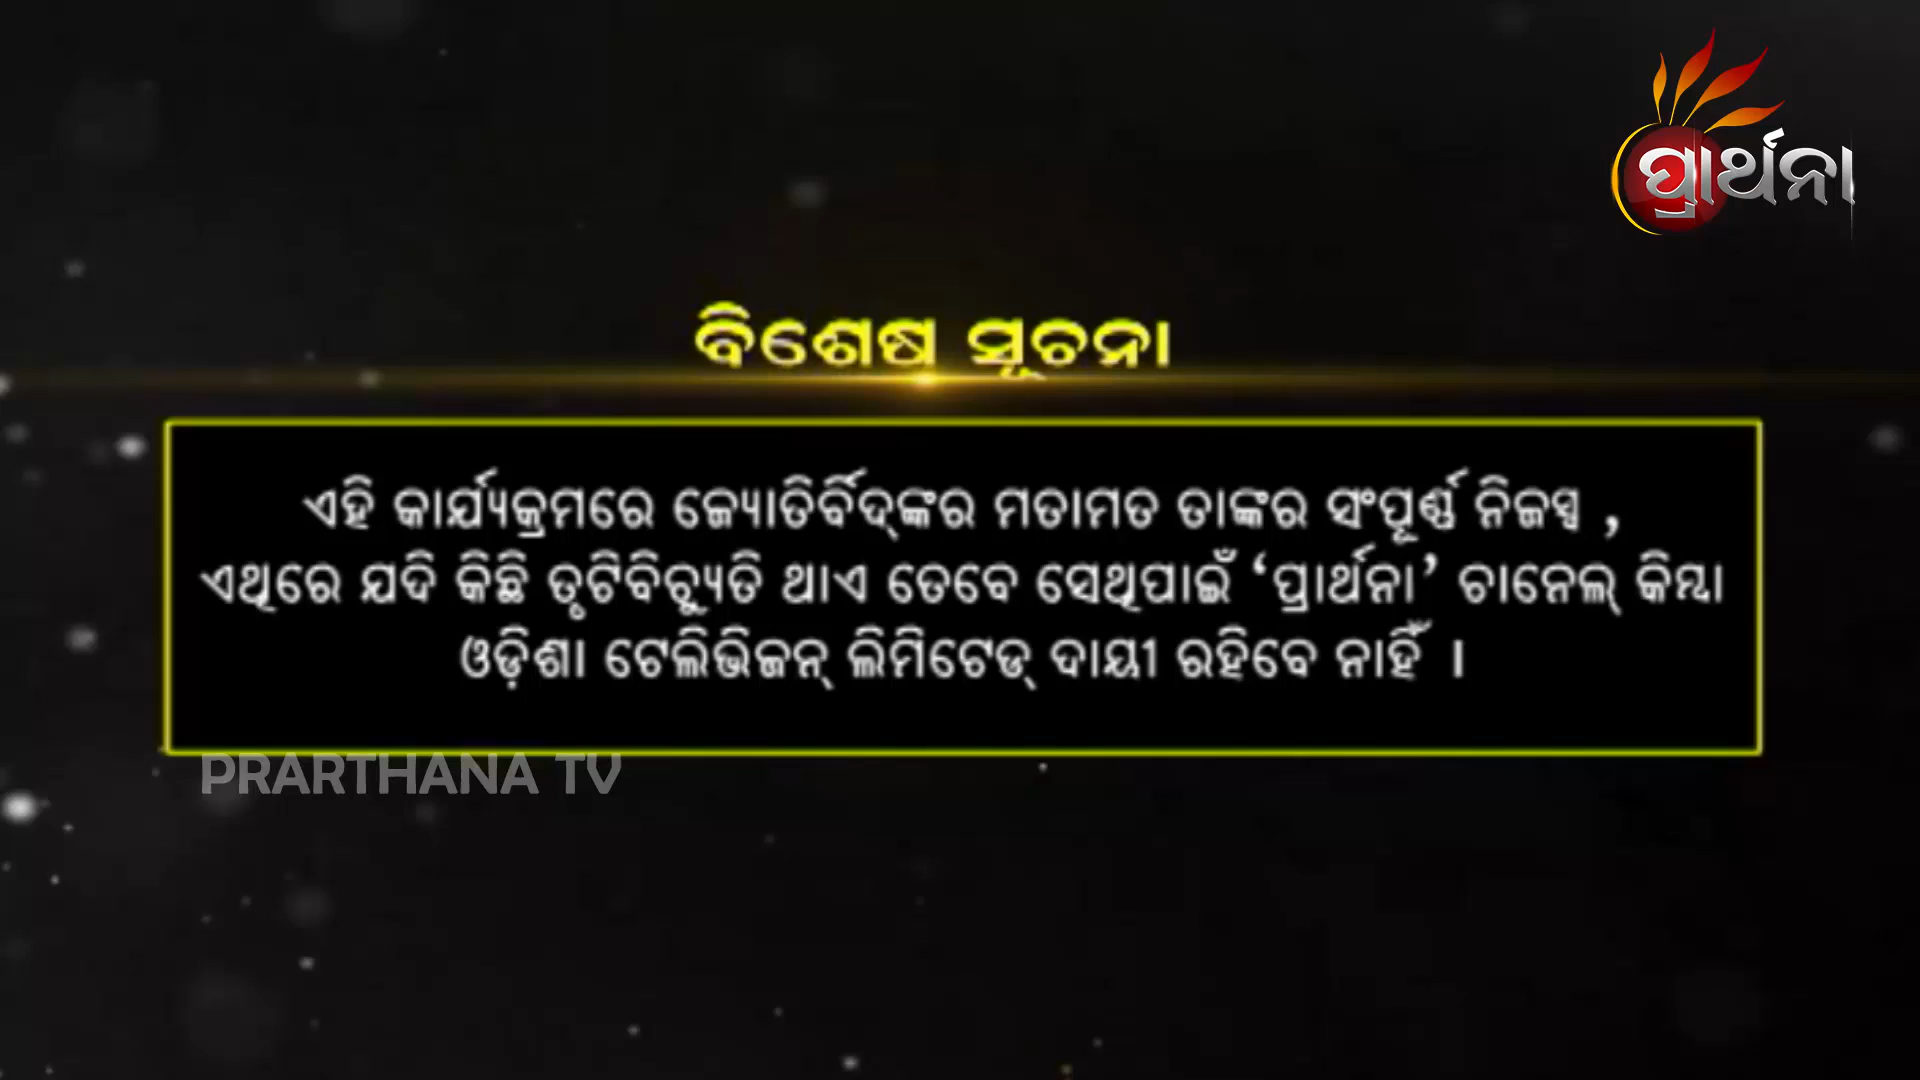 ପ୍ରାର୍ଥନା
ବିଶେଷ ସୂଚନା
ଏହି କାର୍ଯ୍ୟକ୍ରମରେ ଜ୍ୟୋତିର୍ବିଦ୍‌ଙ୍କର ମତାମତ ତାଙ୍କର ସଂପୂର୍ଣ୍ଣ ନିଜସ୍ୱ ,
ଏଥିରେ ଯଦି କିଛି ତୃଟିବିଚ୍ୟୁତି ଥାଏ ତେବେ ସେଥିପାଇଁ ‘ପ୍ରାର୍ଥନା’ ଚାନେଲ୍ କିମ୍ବା
ଓଡ଼ିଶା ଟେଲିଭିଜନ୍ ଲିମିଟେଡ୍ ଦାୟୀ ରହିବେ ନାହିଁ ।
PRARTHANA TV